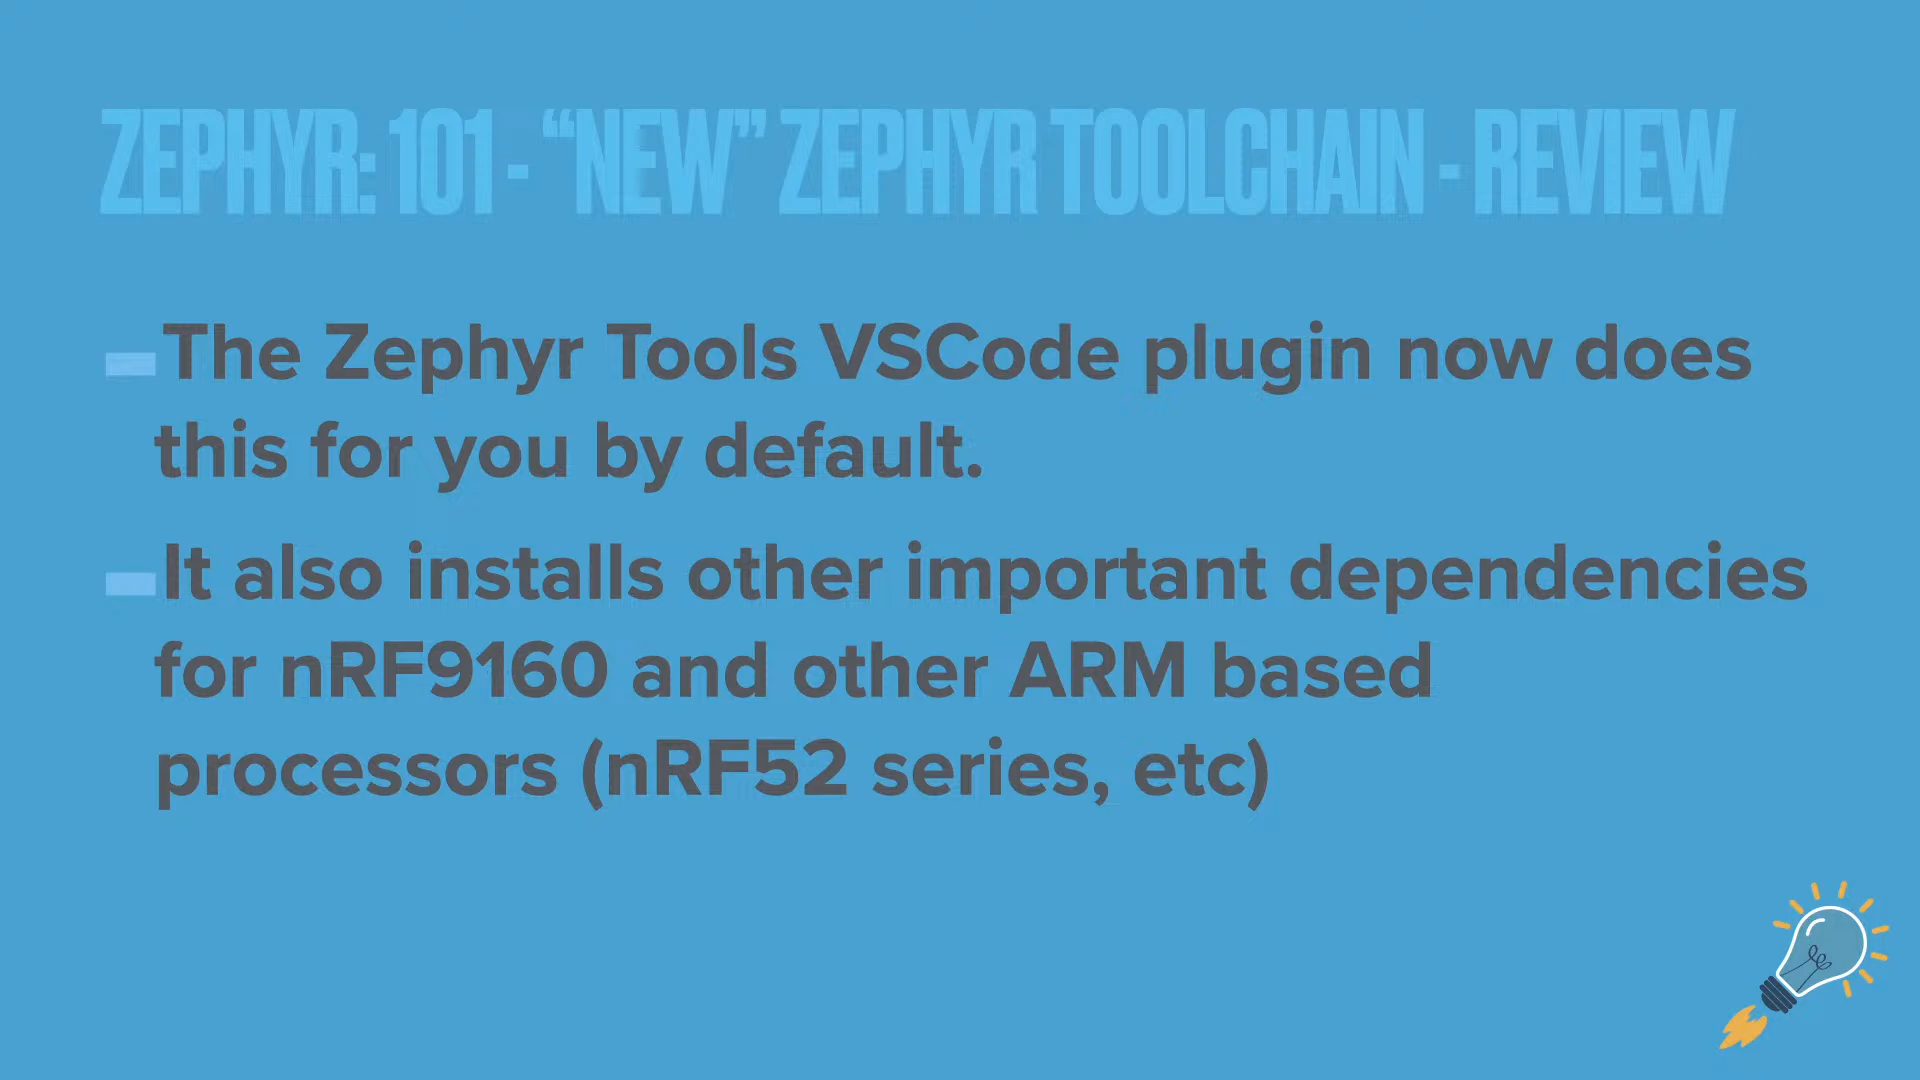 ZEPHYR: 101 - “NEW” ZEPHYR TOOLCHAIN - REVIEW
The Zephyr Tools VSCode plugin now does
this for you by default.
It also installs other important dependencies
for nRF9160 and other ARM based
processors (nRF52 series, etc)